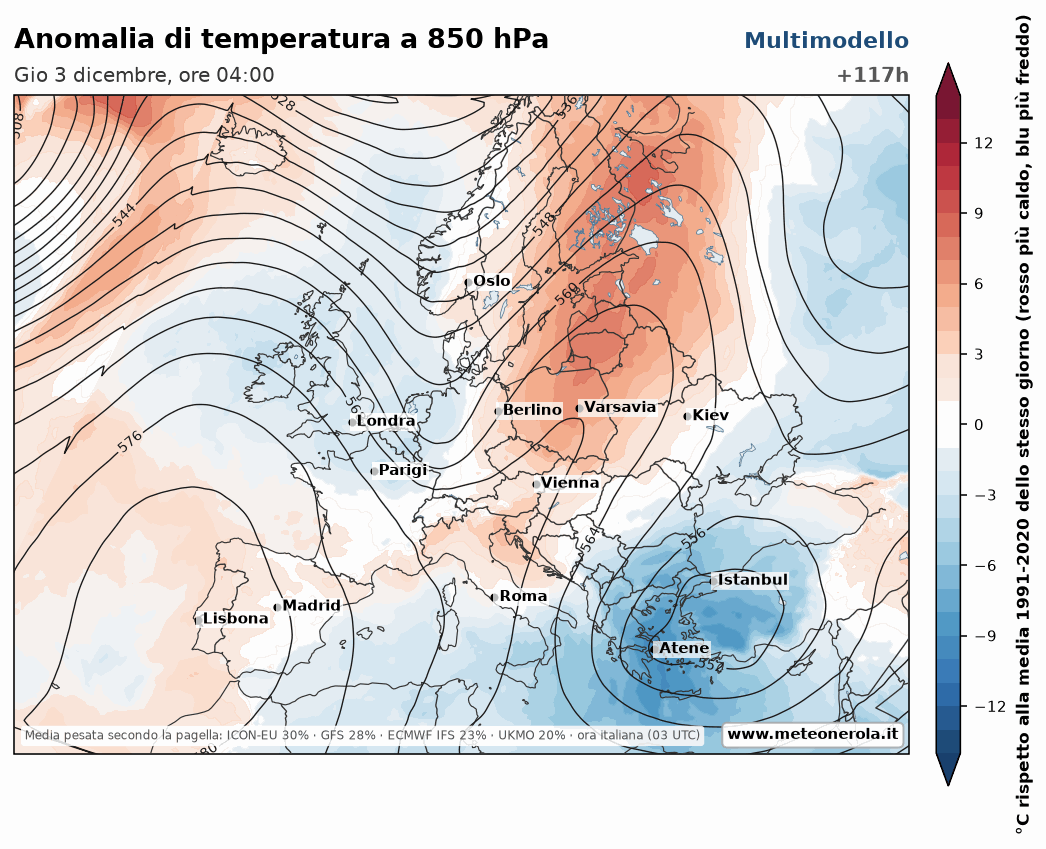 Anomalia di temperatura a 850 hPa
Multimodello
Gio 3 dicembre, ore 04:00
+117h
528
536
508
544
548
560
Oslo
Berlino
Varsavia
Kiev
Londra
576
Parigi
Vienna
564
556
Istanbul
Roma
Madrid
Lisbona
Atene
552
Media pesata secondo la pagella: ICON-EU 30% · GFS 28% · ECMWF IFS 23% · UKMO 20% · ora italiana (03 UTC)
www.meteonerola.it
12
9
6
3
0
−3
−6
−9
−12
°C rispetto alla media 1991-2020 dello stesso giorno (rosso più caldo, blu più freddo)